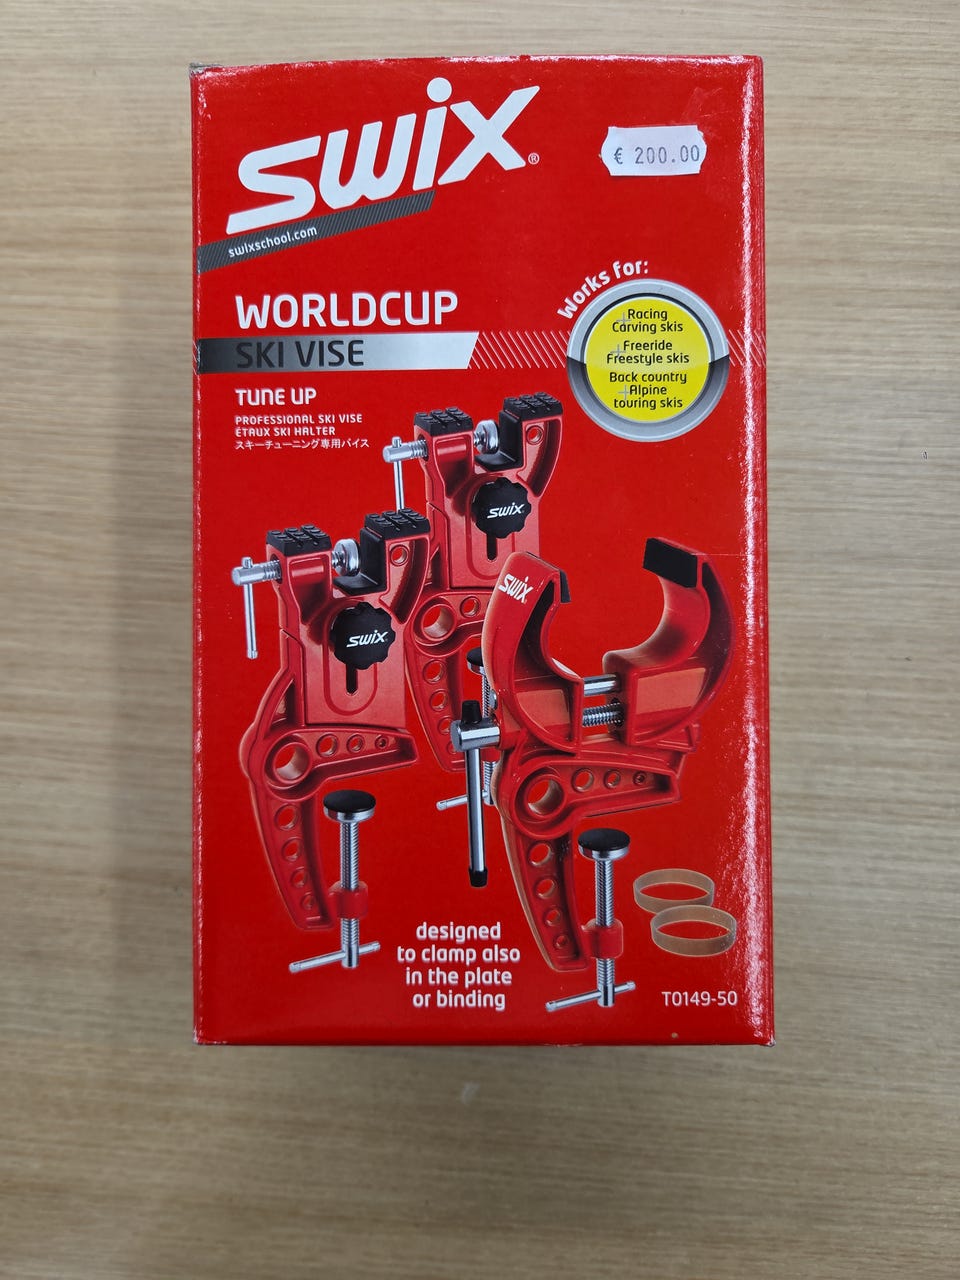 SWIX®
€ 200.00
swixschool.com
Works for:
WORLDCUP
SKI VISE
+ Racing
Carving skis
+ Freeride
Freestyle skis
Back country
+ Alpine
touring skis
TUNE UP
PROFESSIONAL SKI VISE
ÉTAUX SKI HALTER
スキーチューニング専用バイス
SWIX
SWIX
SWIX
designed
to clamp also
in the plate
or binding
T0149-50